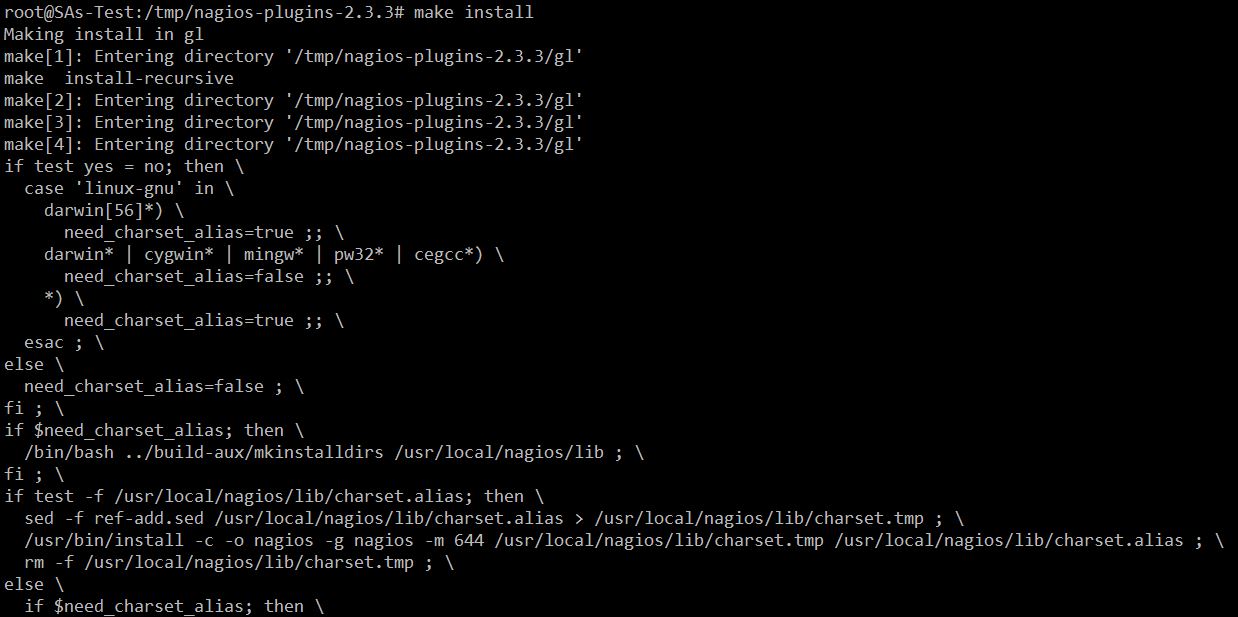 root@SAs-Test:/tmp/nagios-plugins-2.3.3# make install
Making install in gl
make[1]: Entering directory '/tmp/nagios-plugins-2.3.3/gl'
make  install-recursive
make[2]: Entering directory '/tmp/nagios-plugins-2.3.3/gl'
make[3]: Entering directory '/tmp/nagios-plugins-2.3.3/gl'
make[4]: Entering directory '/tmp/nagios-plugins-2.3.3/gl'
if test yes = no; then \
  case 'linux-gnu' in \
    darwin[56]*) \
      need_charset_alias=true ;; \
    darwin* | cygwin* | mingw* | pw32* | cegcc*) \
      need_charset_alias=false ;; \
    *) \
      need_charset_alias=true ;; \
  esac ; \
else \
  need_charset_alias=false ; \
fi ; \
if $need_charset_alias; then \
  /bin/bash ../build-aux/mkinstalldirs /usr/local/nagios/lib ; \
fi ; \
if test -f /usr/local/nagios/lib/charset.alias; then \
  sed -f ref-add.sed /usr/local/nagios/lib/charset.alias > /usr/local/nagios/lib/charset.tmp ; \
  /usr/bin/install -c -o nagios -g nagios -m 644 /usr/local/nagios/lib/charset.tmp /usr/local/nagios/lib/charset.alias ; \
  rm -f /usr/local/nagios/lib/charset.tmp ; \
else \
  if $need_charset_alias; then \